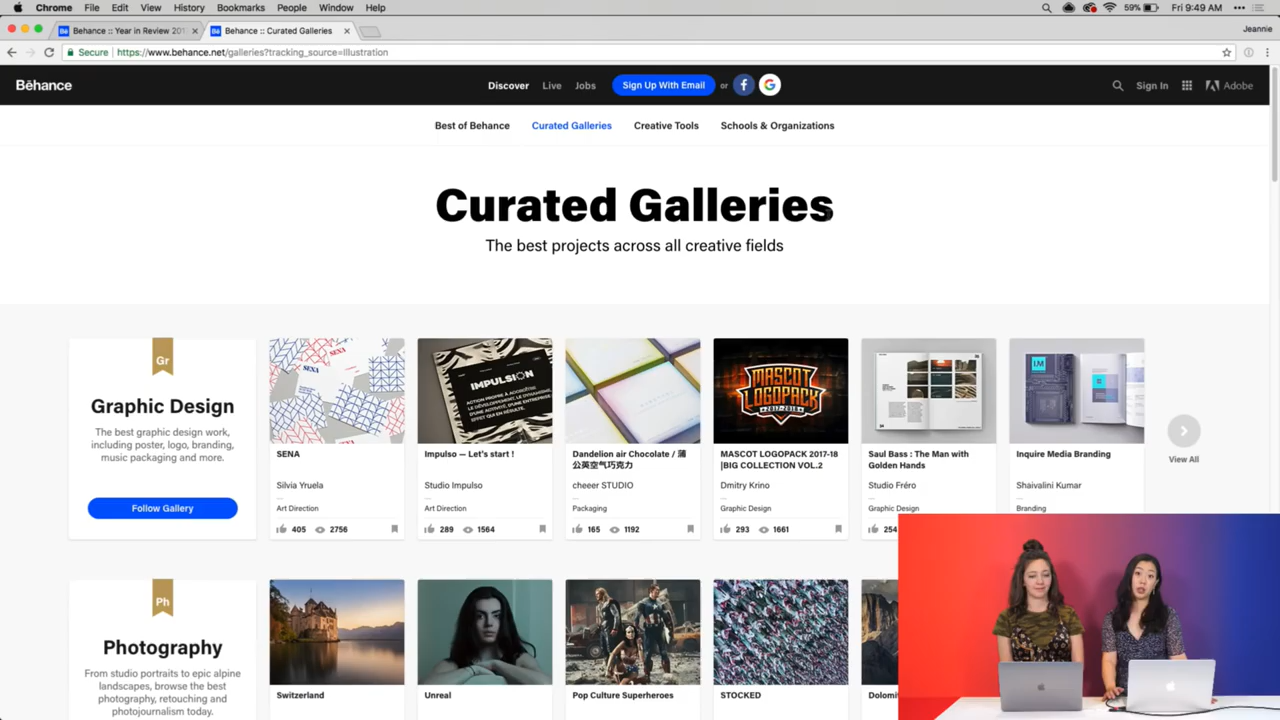 Chrome File Edit View History Bookmarks People Window Help
59% Fri 9:49 AM
Behance :: Year in Review 201
Behance :: Curated Galleries
Jeannie
Secure https://www.behance.net/galleries?tracking_source=Illustration
Bēhance
Discover Live Jobs Sign Up With Email or f G
Sign In Adobe
Best of Behance Curated Galleries Creative Tools Schools & Organizations
Curated Galleries
The best projects across all creative fields
Gr
Graphic Design
The best graphic design work,
including poster, logo, branding,
music packaging and more.
Follow Gallery
SENA
SENA
SENA
Silvia Yruela
Art Direction
405 2756
IMPULSION
Impulso — Let's start !
Studio Impulso
Art Direction
289 1564
Dandelion air Chocolate / 蒲
公英空气巧克力
cheeer STUDIO
Packaging
165 1192
MASCOT
LOGOPACK
2017-2018
MASCOT LOGOPACK 2017-18
|BIG COLLECTION VOL.2
Dmitry Krino
Graphic Design
293 1661
Saul Bass : The Man with
Golden Hands
Studio Fréro
Graphic Design
254
I.M
Inquire Media Branding
Shaivalini Kumar
Branding
View All
Ph
Photography
From studio portraits to epic alpine
landscapes, browse the best
photography, retouching and
photojournalism today.
Switzerland
Unreal
Pop Culture Superheroes
STOCKED
Dolomi